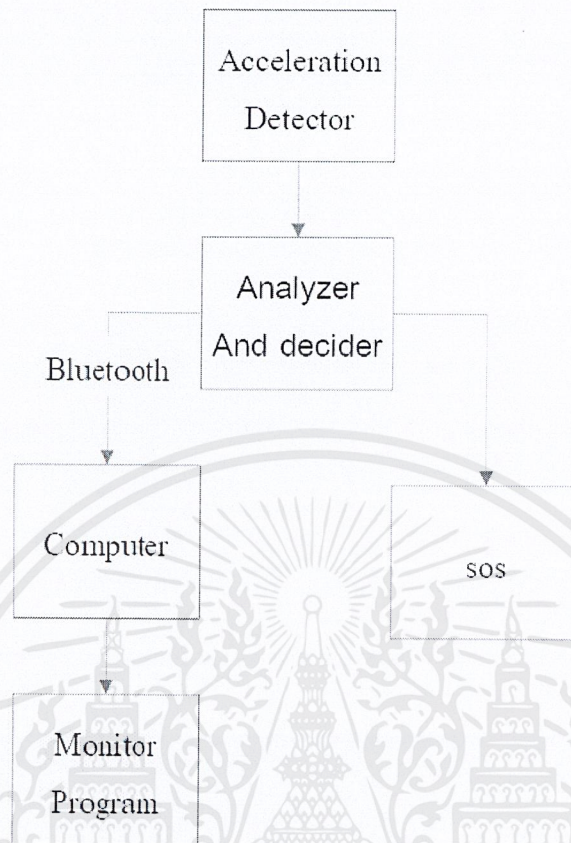 Acceleration
Detector
Analyzer
And decider
Bluetooth
Computer
sos
Monitor
Program